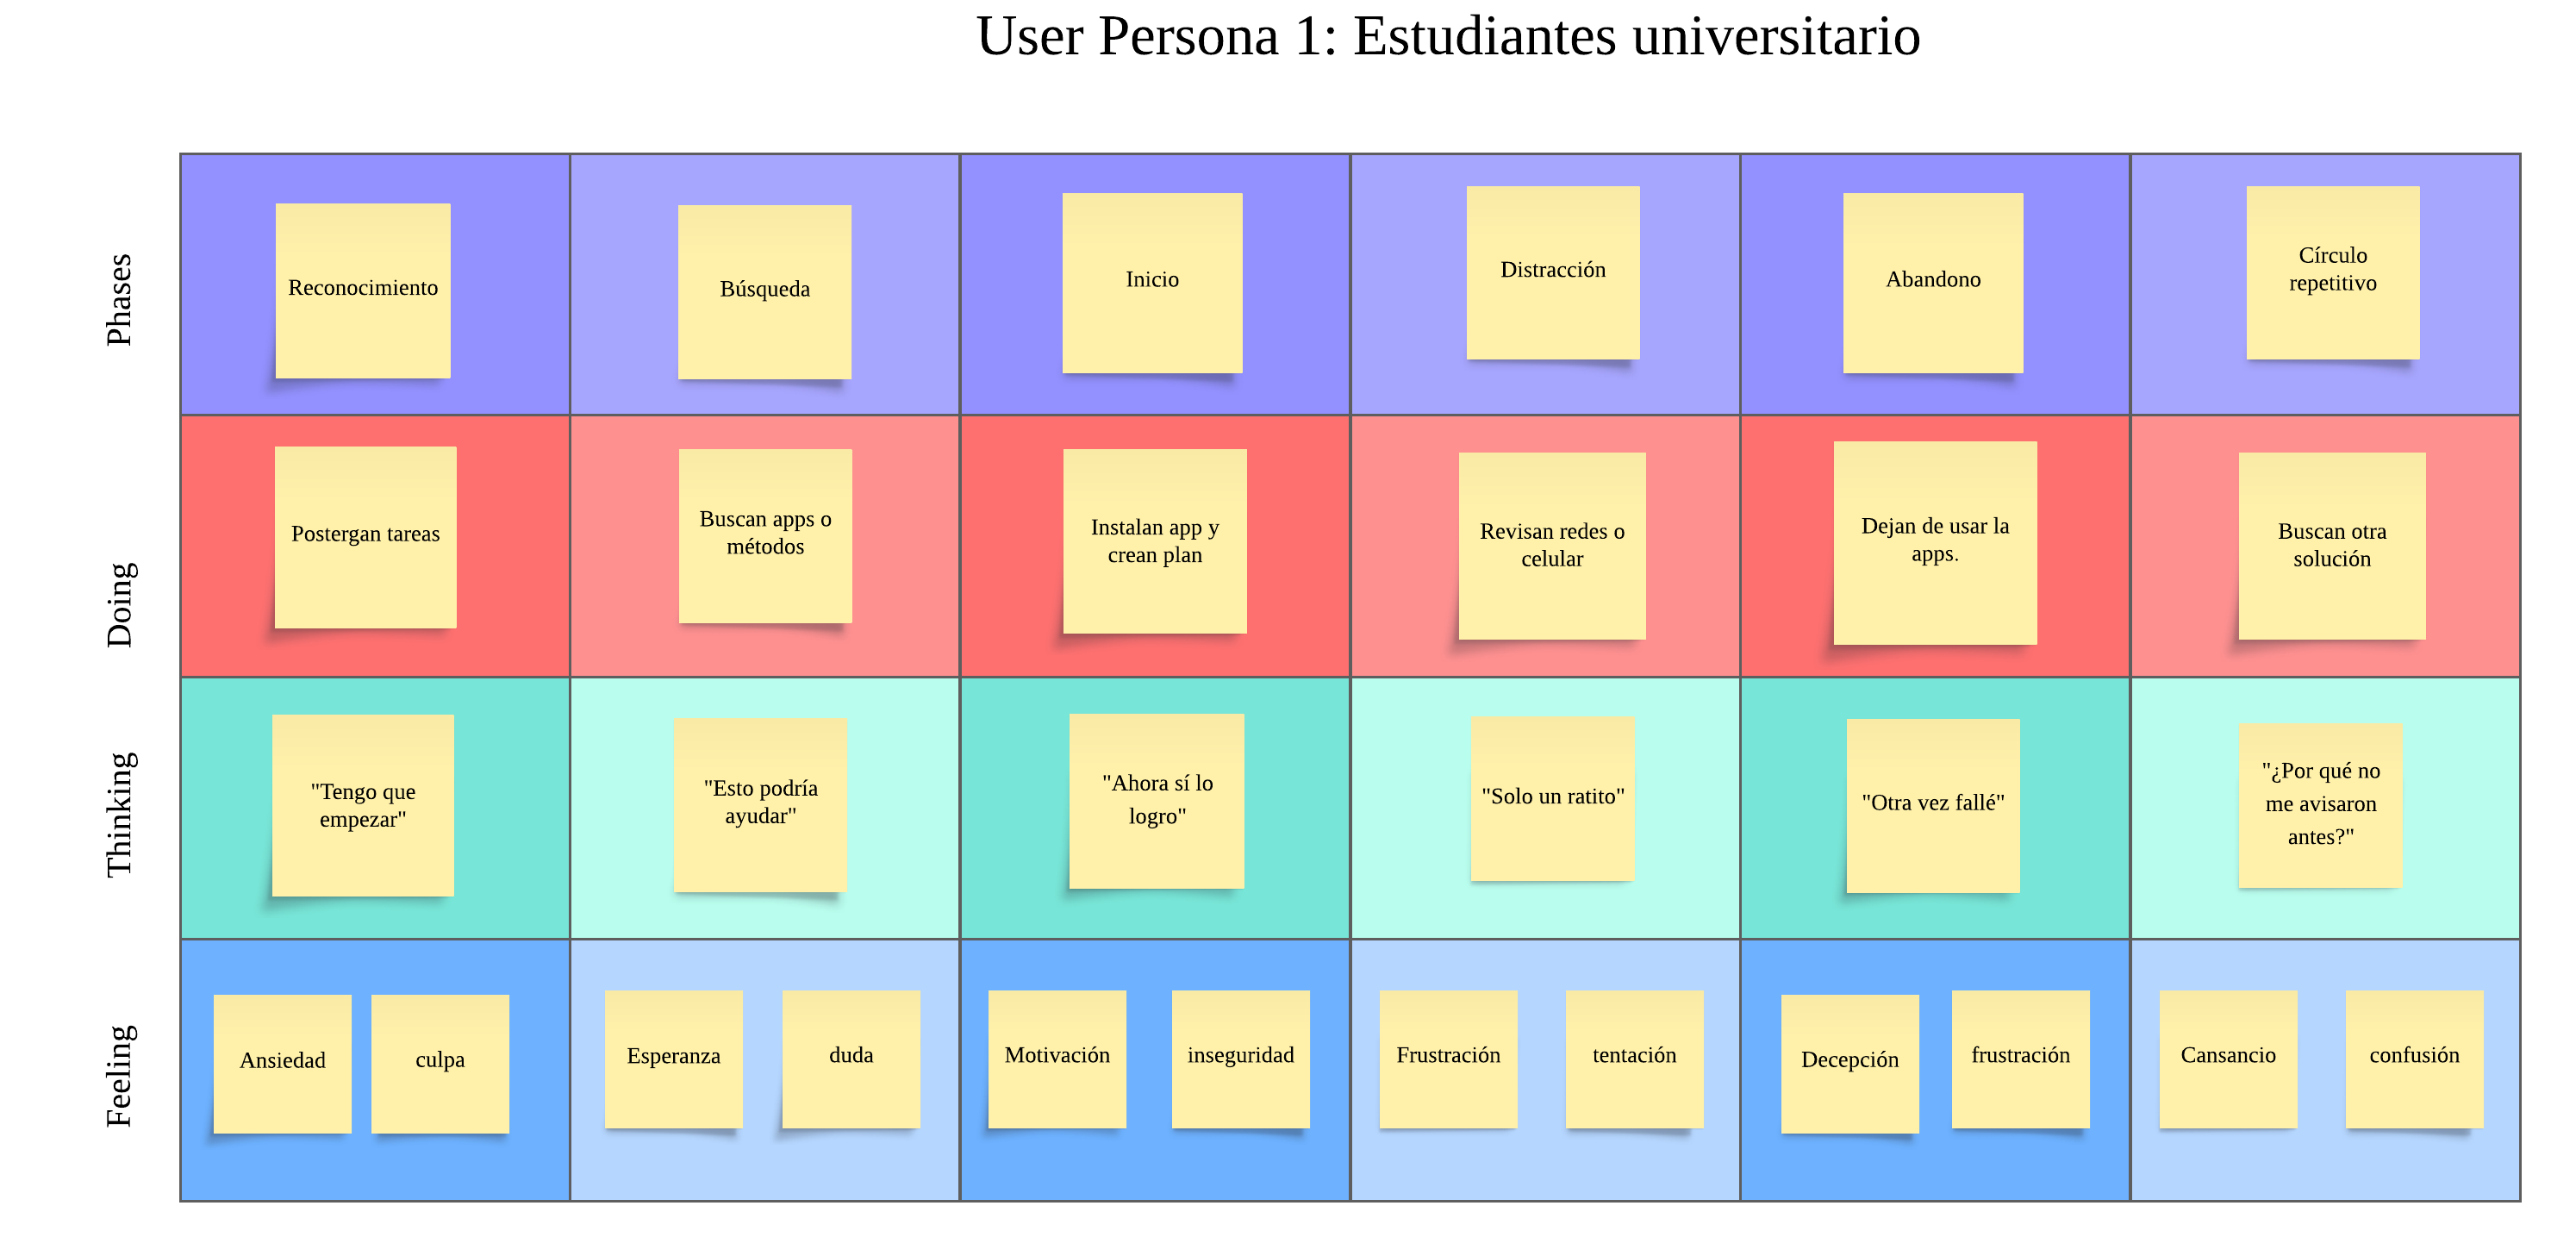 User Persona 1: Estudiantes universitario
Phases
Reconocimiento
Búsqueda
Inicio
Distracción
Abandono
Círculo
repetitivo
Doing
Postergan tareas
Buscan apps o
métodos
Instalan app y
crean plan
Revisan redes o
celular
Dejan de usar la
apps.
Buscan otra
solución
Thinking
"Tengo que
empezar"
"Esto podría
ayudar"
"Ahora sí lo
logro"
"Solo un ratito"
"Otra vez fallé"
"¿Por qué no
me avisaron
antes?"
Feeling
Ansiedad
culpa
Esperanza
duda
Motivación
inseguridad
Frustración
tentación
Decepción
frustración
Cansancio
confusión